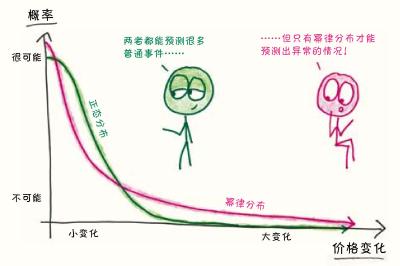 概率
很可能
不可能
两者都能预测很多
普通事件……
……但只有幂律分布才能
预测出异常的情况!
正态分布
幂律分布
小变化
大变化
价格变化